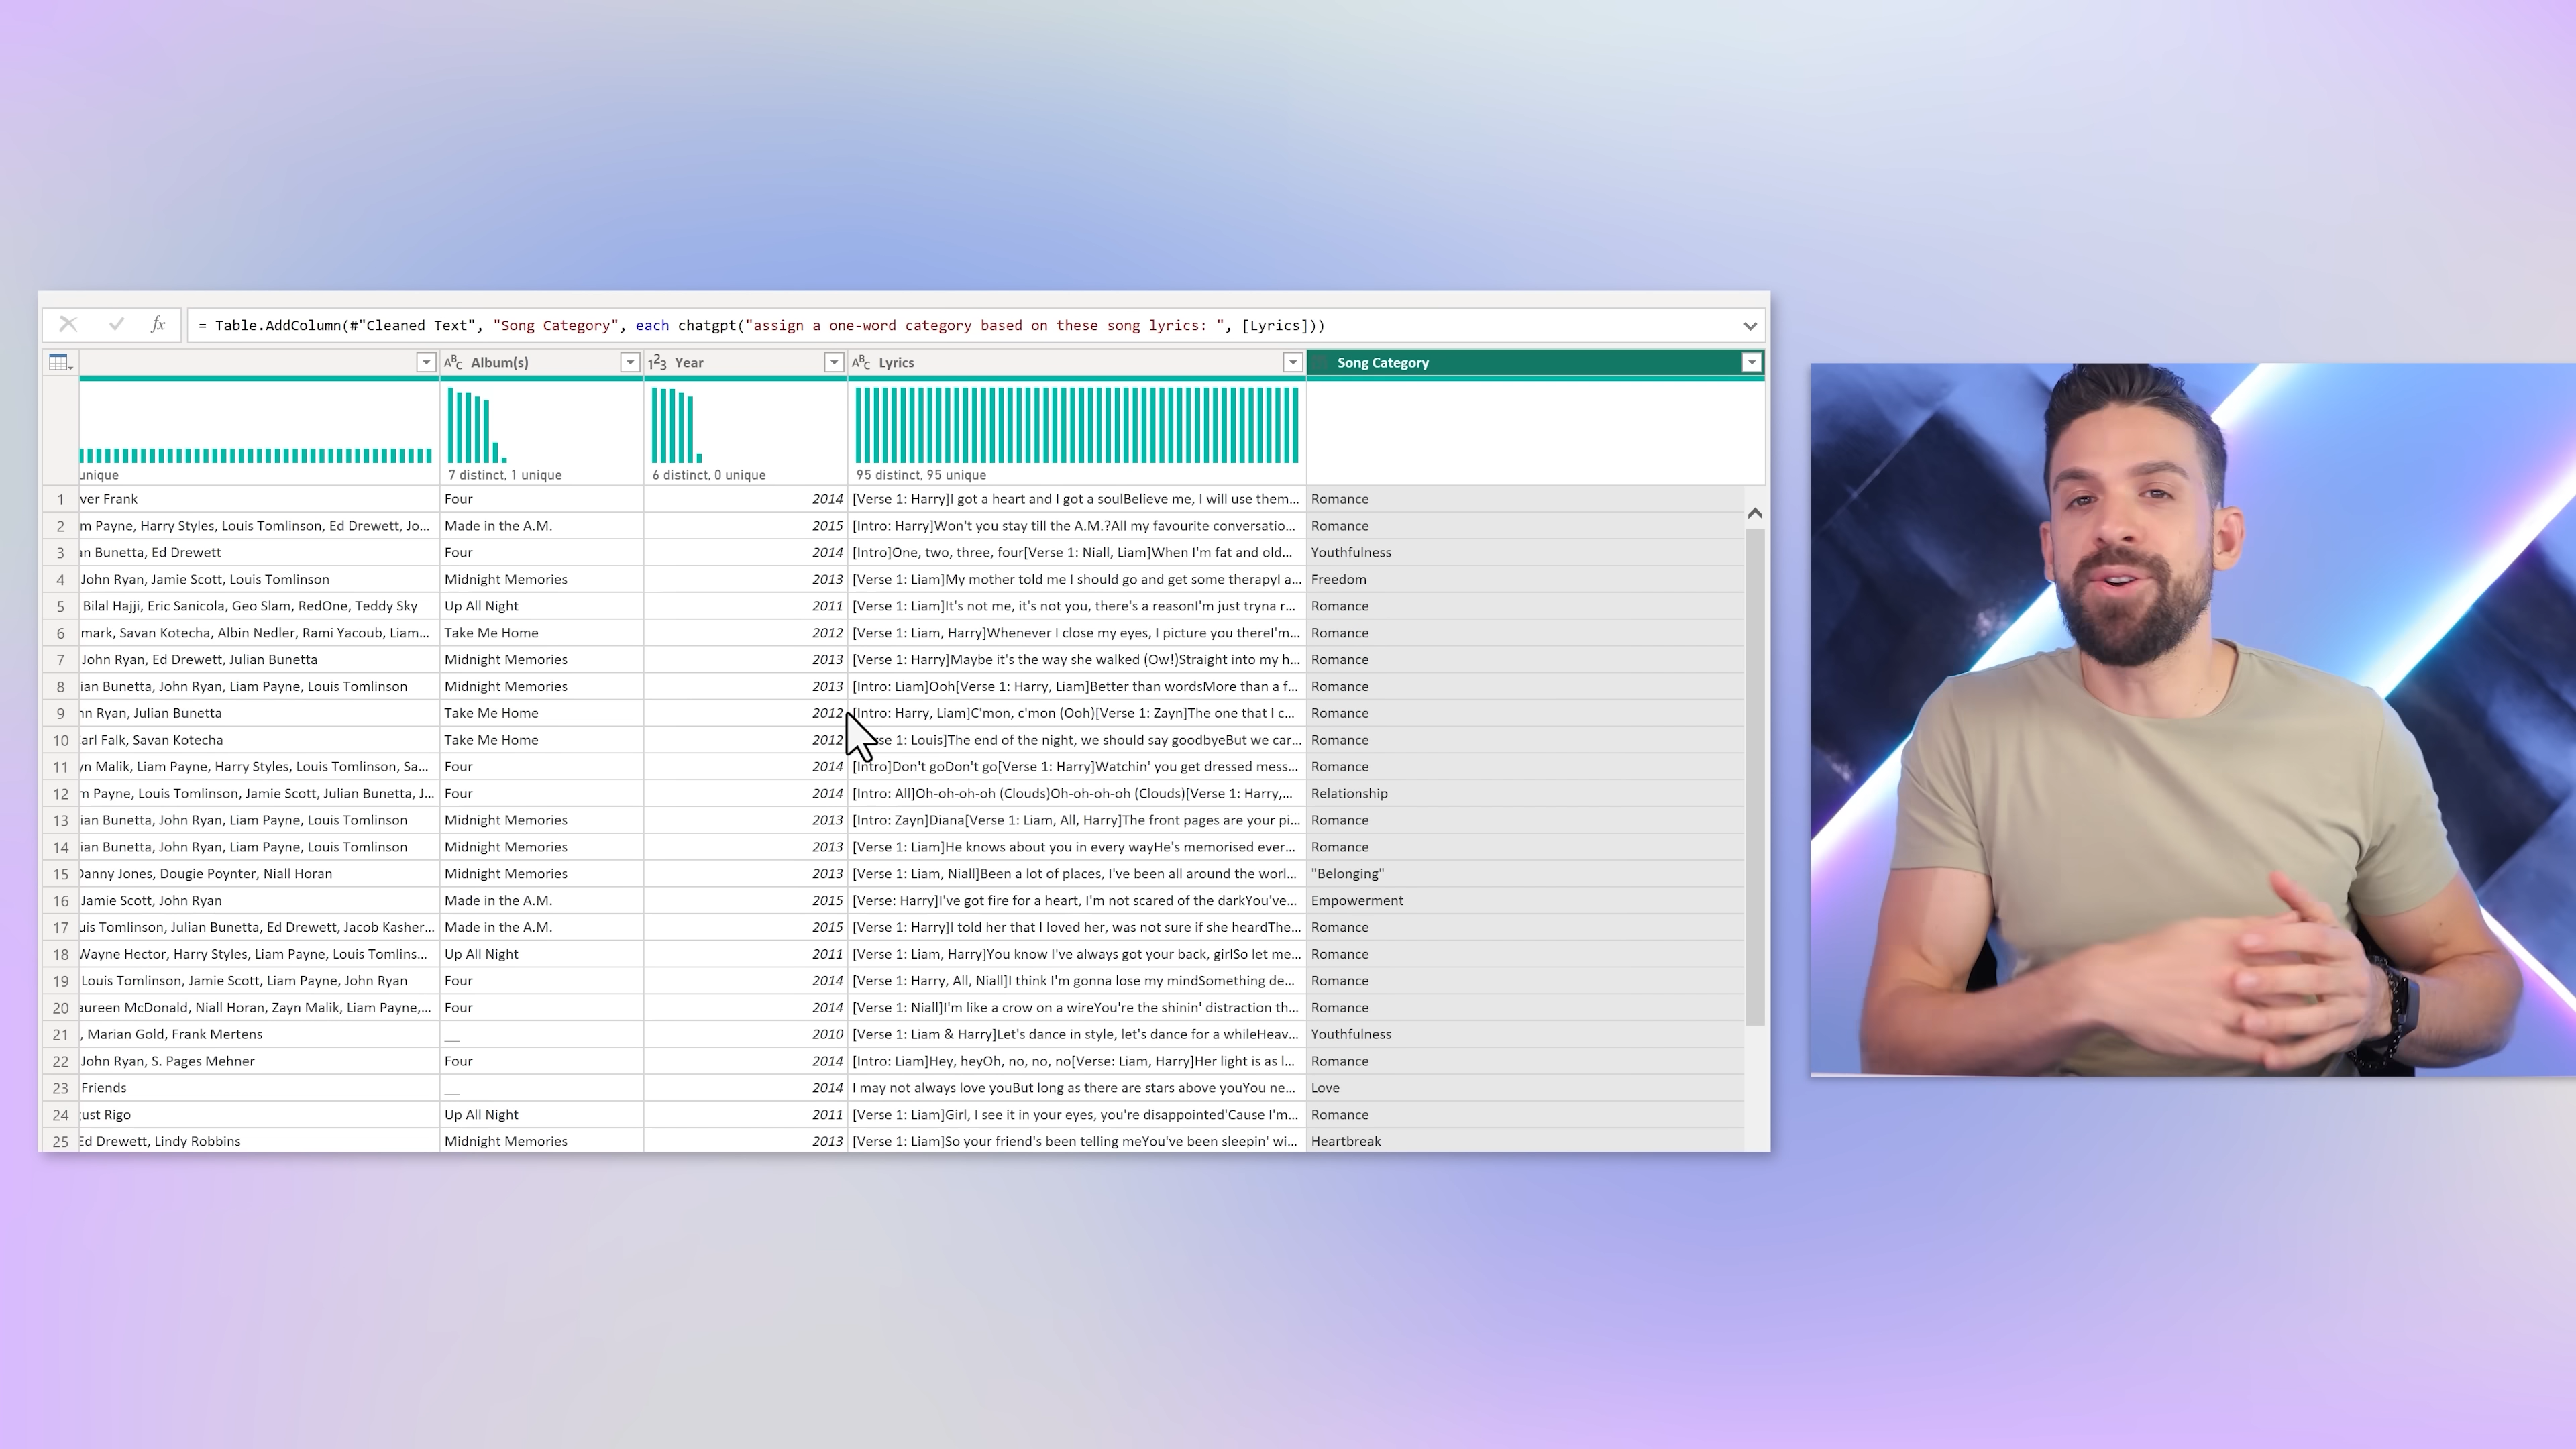 fx = Table.AddColumn(#"Cleaned Text", "Song Category", each chatgpt("assign a one-word category based on these song lyrics: ", [Lyrics]))
ABC Album(s) 123 Year ABC Lyrics Song Category
unique 7 distinct, 1 unique 6 distinct, 0 unique 95 distinct, 95 unique
1 ver Frank Four 2014 [Verse 1: Harry]I got a heart and I got a soulBelieve me, I will use them... Romance
2 m Payne, Harry Styles, Louis Tomlinson, Ed Drewett, Jo... Made in the A.M. 2015 [Intro: Harry]Won't you stay till the A.M.?All my favourite conversatio... Romance
3 an Bunetta, Ed Drewett Four 2014 [Intro]One, two, three, four[Verse 1: Niall, Liam]When I'm fat and old... Youthfulness
4 John Ryan, Jamie Scott, Louis Tomlinson Midnight Memories 2013 [Verse 1: Liam]My mother told me I should go and get some therapyI a... Freedom
5 Bilal Hajji, Eric Sanicola, Geo Slam, RedOne, Teddy Sky Up All Night 2011 [Verse 1: Liam]It's not me, it's not you, there's a reasonI'm just tryna r... Romance
6 mark, Savan Kotecha, Albin Nedler, Rami Yacoub, Liam... Take Me Home 2012 [Verse 1: Liam, Harry]Whenever I close my eyes, I picture you thereI'm... Romance
7 John Ryan, Ed Drewett, Julian Bunetta Midnight Memories 2013 [Verse 1: Harry]Maybe it's the way she walked (Ow!)Straight into my h... Romance
8 ian Bunetta, John Ryan, Liam Payne, Louis Tomlinson Midnight Memories 2013 [Intro: Liam]Ooh[Verse 1: Harry, Liam]Better than wordsMore than a f... Romance
9 nn Ryan, Julian Bunetta Take Me Home 2012 [Intro: Harry, Liam]C'mon, c'mon (Ooh)[Verse 1: Zayn]The one that I c... Romance
10 Carl Falk, Savan Kotecha Take Me Home 2012 se 1: Louis]The end of the night, we should say goodbyeBut we car... Romance
11 yn Malik, Liam Payne, Harry Styles, Louis Tomlinson, Sa... Four 2014 [Intro]Don't goDon't go[Verse 1: Harry]Watchin' you get dressed mess... Romance
12 m Payne, Louis Tomlinson, Jamie Scott, Julian Bunetta, J... Four 2014 [Intro: All]Oh-oh-oh-oh (Clouds)Oh-oh-oh-oh (Clouds)[Verse 1: Harry,... Relationship
13 ian Bunetta, John Ryan, Liam Payne, Louis Tomlinson Midnight Memories 2013 [Intro: Zayn]Diana[Verse 1: Liam, All, Harry]The front pages are your pi... Romance
14 ian Bunetta, John Ryan, Liam Payne, Louis Tomlinson Midnight Memories 2013 [Verse 1: Liam]He knows about you in every wayHe's memorised ever... Romance
15 Danny Jones, Dougie Poynter, Niall Horan Midnight Memories 2013 [Verse 1: Liam, Niall]Been a lot of places, I've been all around the worl... "Belonging"
16 Jamie Scott, John Ryan Made in the A.M. 2015 [Verse: Harry]I've got fire for a heart, I'm not scared of the darkYou've... Empowerment
17 uis Tomlinson, Julian Bunetta, Ed Drewett, Jacob Kasher... Made in the A.M. 2015 [Verse 1: Harry]I told her that I loved her, was not sure if she heardThe... Romance
18 Wayne Hector, Harry Styles, Liam Payne, Louis Tomlins... Up All Night 2011 [Verse 1: Liam, Harry]You know I've always got your back, girlSo let me... Romance
19 Louis Tomlinson, Jamie Scott, Liam Payne, John Ryan Four 2014 [Verse 1: Harry, All, Niall]I think I'm gonna lose my mindSomething de... Romance
20 aureen McDonald, Niall Horan, Zayn Malik, Liam Payne,... Four 2014 [Verse 1: Niall]I'm like a crow on a wireYou're the shinin' distraction th... Romance
21 , Marian Gold, Frank Mertens __ 2010 [Verse 1: Liam & Harry]Let's dance in style, let's dance for a whileHeav... Youthfulness
22 John Ryan, S. Pages Mehner Four 2014 [Intro: Liam]Hey, heyOh, no, no, no[Verse: Liam, Harry]Her light is as l... Romance
23 Friends __ 2014 I may not always love youBut long as there are stars above youYou ne... Love
24 gust Rigo Up All Night 2011 [Verse 1: Liam]Girl, I see it in your eyes, you're disappointed'Cause I'm... Romance
25 Ed Drewett, Lindy Robbins Midnight Memories 2013 [Verse 1: Liam]So your friend's been telling meYou've been sleepin' wi... Heartbreak